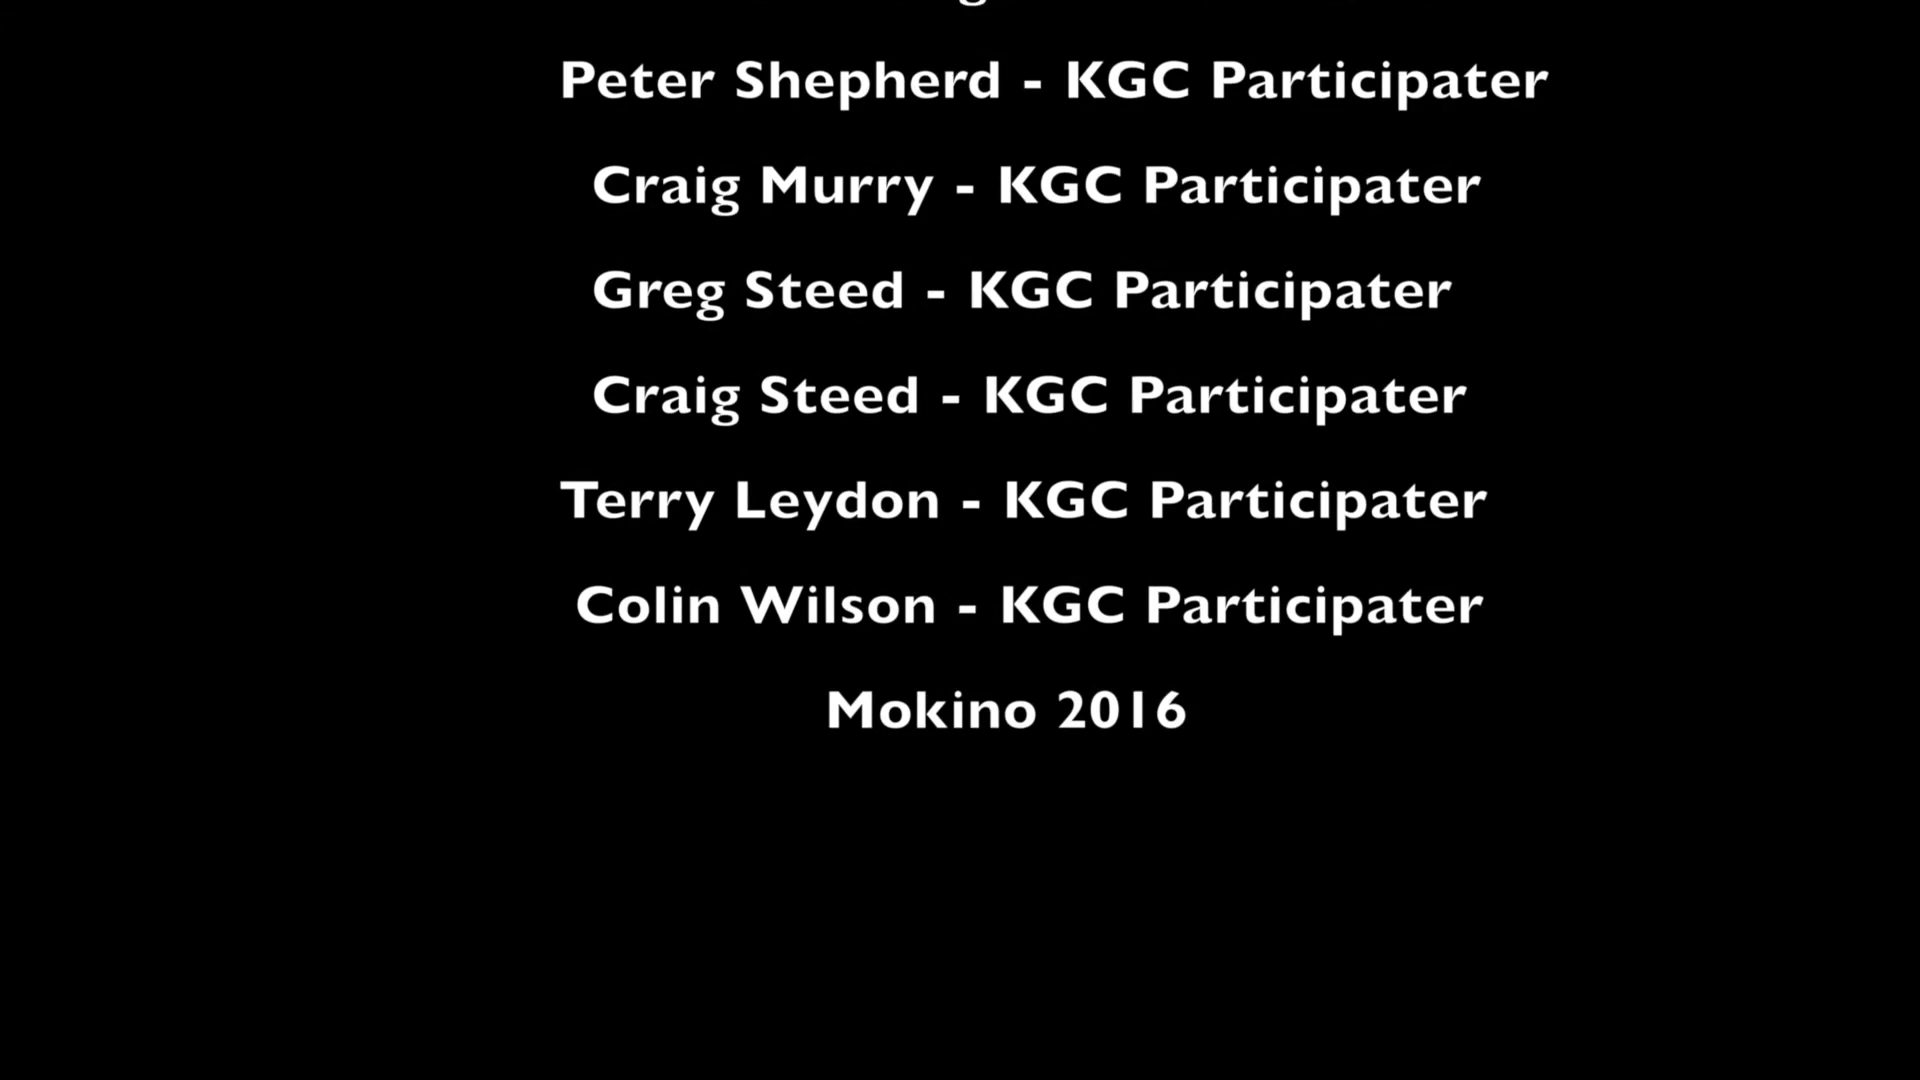 Peter Shepherd - KGC Participater
Craig Murry - KGC Participater
Greg Steed - KGC Participater
Craig Steed - KGC Participater
Terry Leydon - KGC Participater
Colin Wilson - KGC Participater
Mokino 2016